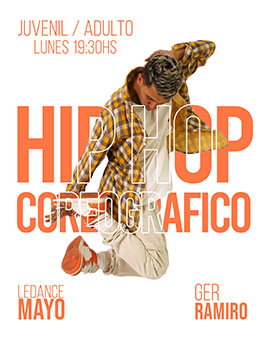 JUVENIL / ADULTO
LUNES 19:30HS
HIP HOP
COREOGRAFICO
LEDANCE
MAYO
GER
RAMIRO